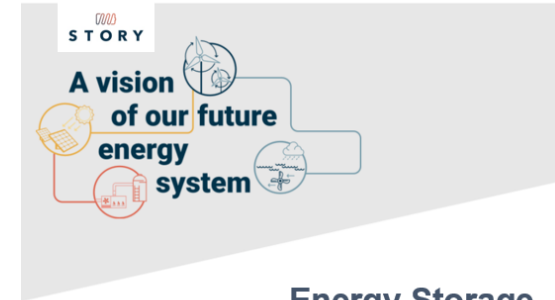 STORY
A vision
of our future
energy
system
Energy Storage